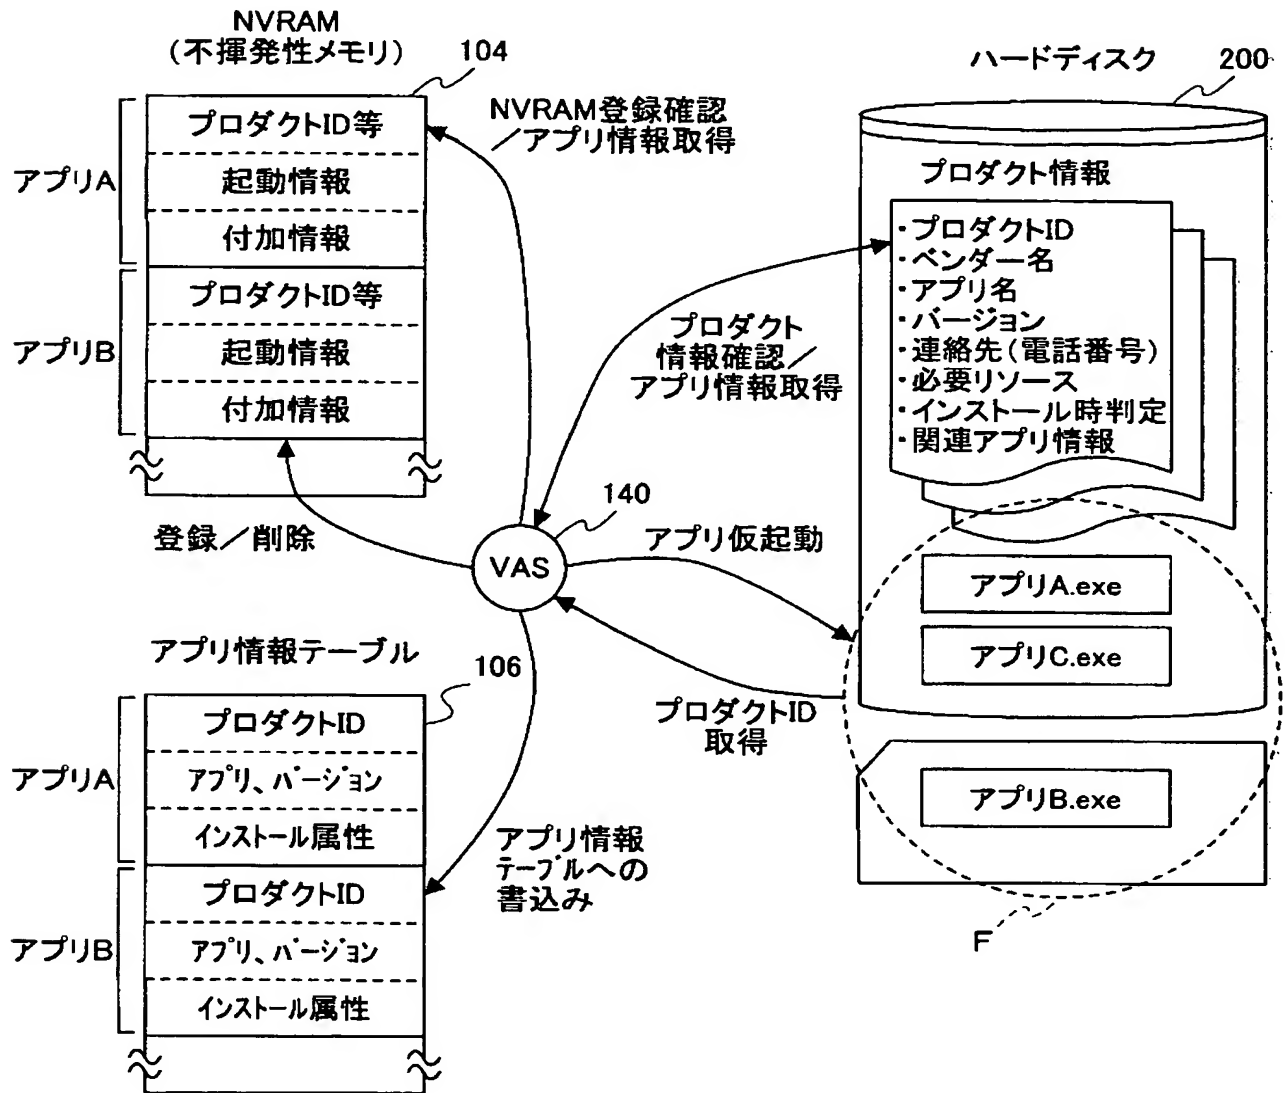 NVRAM
(不揮発性メモリ)
104
アプリA
プロダクトID等
起動情報
付加情報
アプリB
プロダクトID等
起動情報
付加情報
NVRAM登録確認
/アプリ情報取得
ハードディスク
200
プロダクト情報
・プロダクトID
・ベンダー名
・アプリ名
・バージョン
・連絡先(電話番号)
・必要リソース
・インストール時判定
・関連アプリ情報
プロダクト
情報確認/
アプリ情報取得
登録/削除
140
VAS
アプリ仮起動
プロダクトID
取得
アプリA.exe
アプリC.exe
アプリB.exe
F
アプリ情報テーブル
106
アプリA
プロダクトID
アプリ、バージョン
インストール属性
アプリB
プロダクトID
アプリ、バージョン
インストール属性
アプリ情報
テーブルへの
書込み